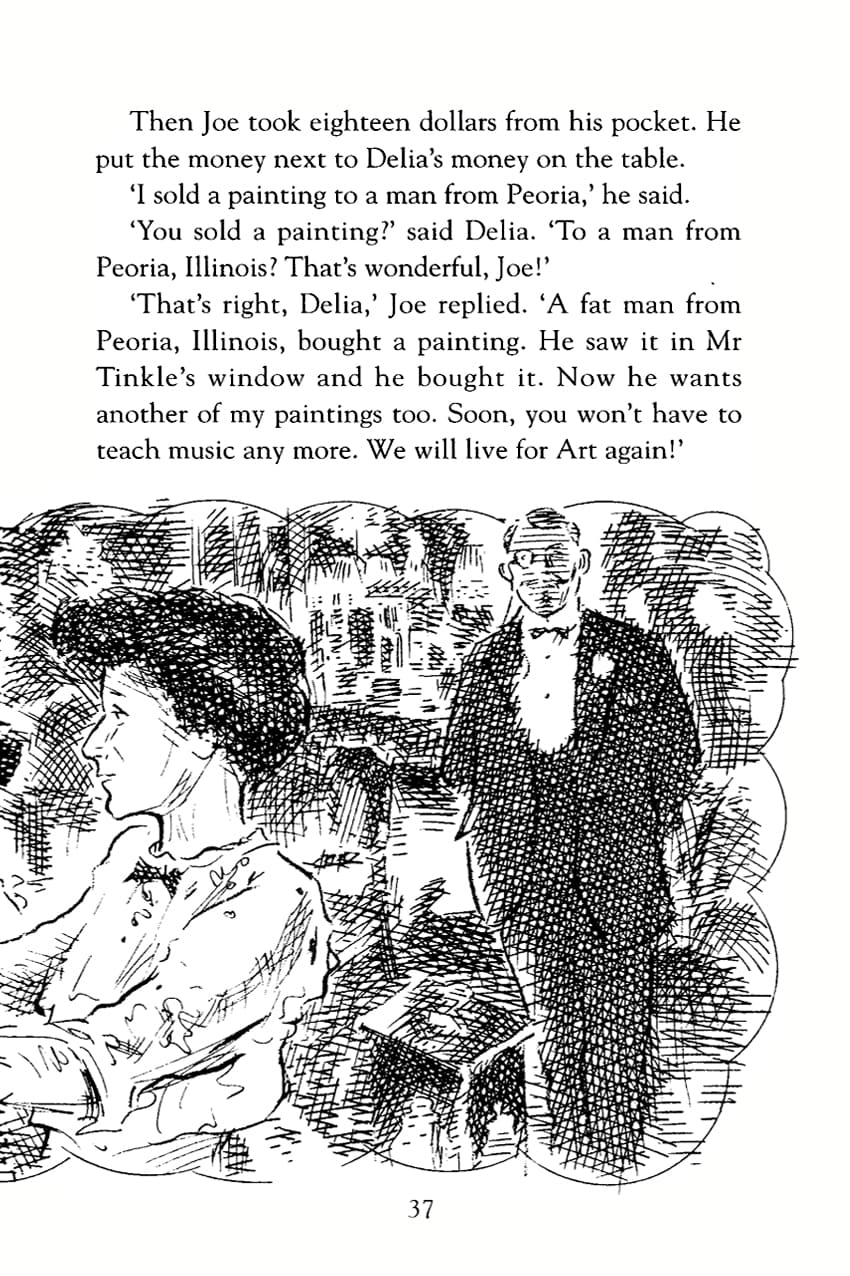 Then Joe took eighteen dollars from his pocket. He
put the money next to Delia’s money on the table.
‘I sold a painting to a man from Peoria,’ he said.
‘You sold a painting?’ said Delia. ‘To a man from
Peoria, Illinois? That’s wonderful, Joe!’
‘That’s right, Delia,’ Joe replied. ‘A fat man from
Peoria, Illinois, bought a painting. He saw it in Mr
Tinkle’s window and he bought it. Now he wants
another of my paintings too. Soon, you won’t have to
teach music any more. We will live for Art again!’
37